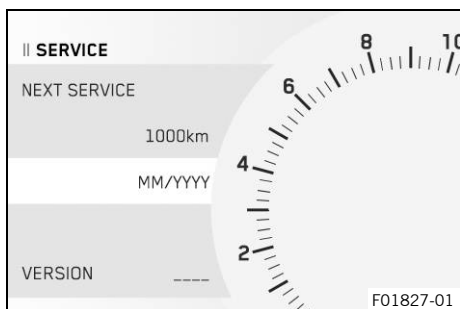 II SERVICE
NEXT SERVICE
1000km
MM/YYYY
VERSION ____
2
4
6
8
10
F01827-01